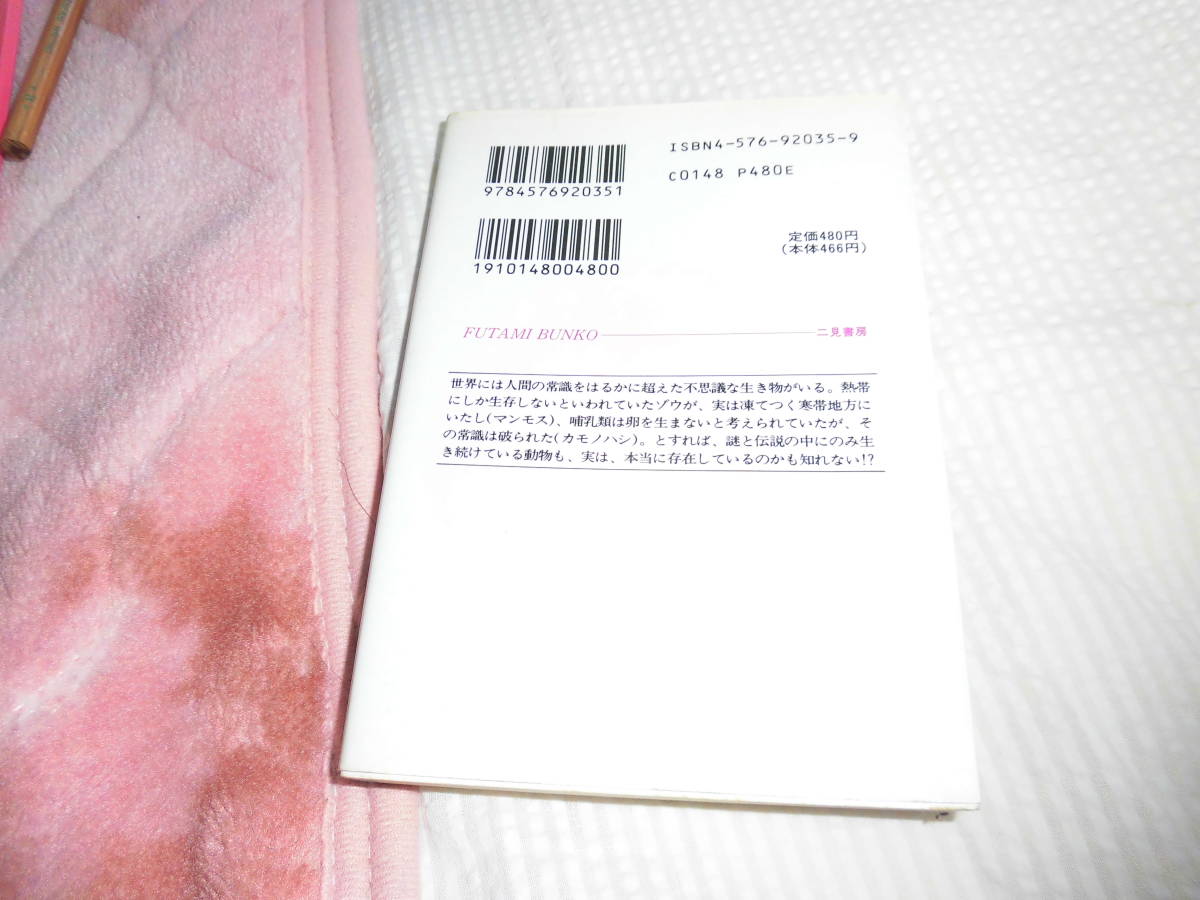 ISBN4-576-92035-9
9784576920351
C0148 P480E
1910148004800
定価480円
(本体466円)
FUTAMI BUNKO
二見書房
世界には人間の常識をはるかに超えた不思議な生き物がいる。熱帯
にしか生存しないといわれていたゾウが、実は凍てつく寒帯地方に
いたし(マンモス)、哺乳類は卵を生まないと考えられていたが、そ
の常識は破られた(カモノハシ)。とすれば、謎と伝説の中にのみ生
き続けている動物も、実は、本当に存在しているのかも知れない!?